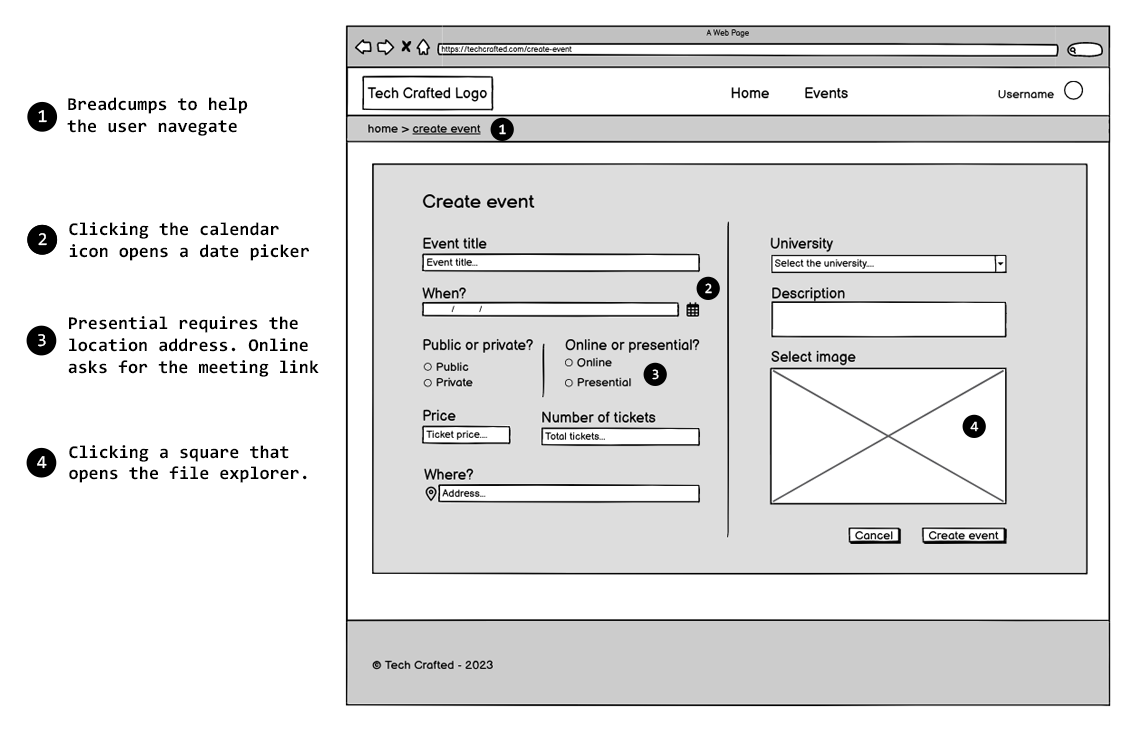 A Web Page
https://techcrafted.com/create-event
Tech Crafted Logo
Home
Events
Username
home > create event
1
1
Breadcumps to help
the user navegate
2
Clicking the calendar
icon opens a date picker
3
Presential requires the
location address. Online
asks for the meeting link
4
Clicking a square that
opens the file explorer.
Create event
Event title
Event title...
When?
2
/ /
Public or private?
Public
Private
Online or presential?
Online
Presential
3
Price
Ticket price....
Number of tickets
Total tickets...
Where?
Address...
University
Select the university...
Description
Select image
4
Cancel
Create event
© Tech Crafted - 2023